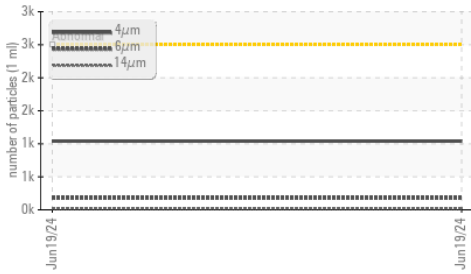 3k
3k
2k
2k
1k
1k
0k
number of particles (1 ml)
Abnormal
4μm
6μm
14μm
Jun19/24
Jun19/24